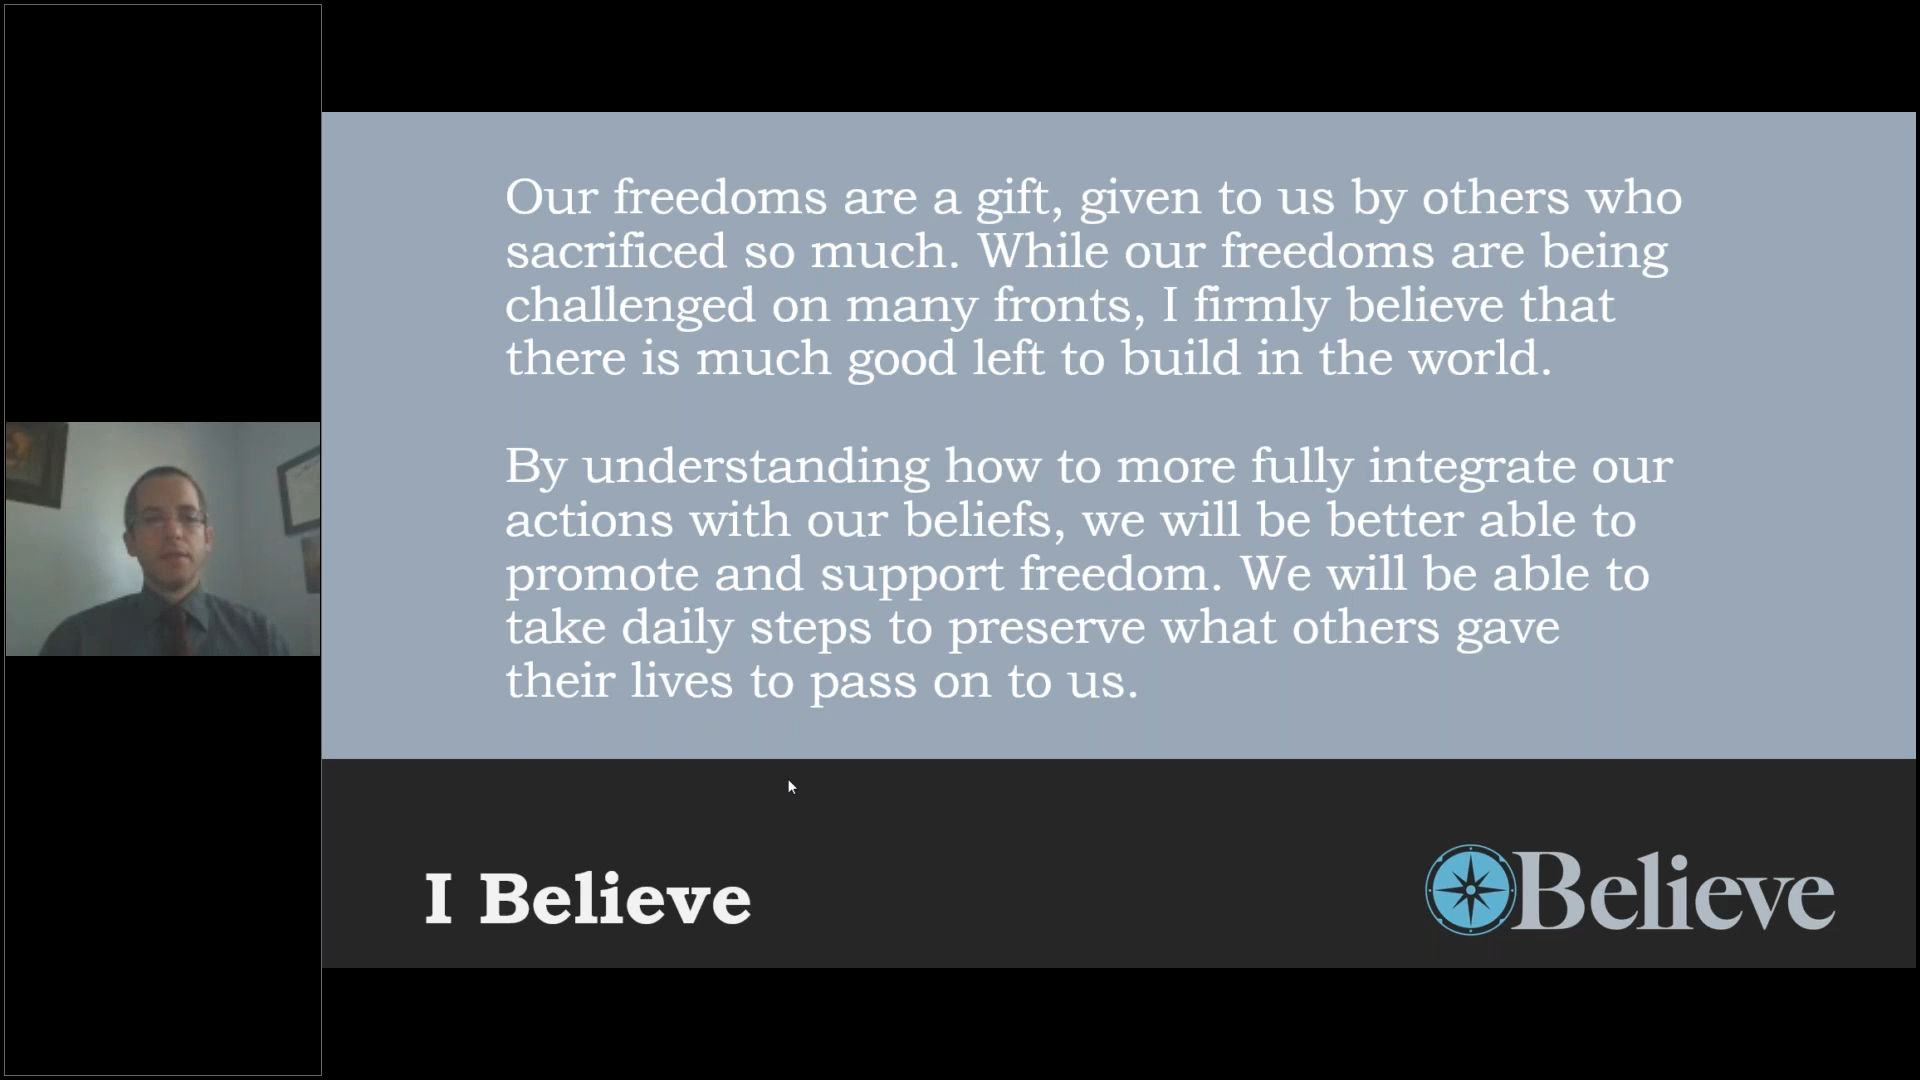 Our freedoms are a gift, given to us by others who
sacrificed so much. While our freedoms are being
challenged on many fronts, I firmly believe that
there is much good left to build in the world.
By understanding how to more fully integrate our
actions with our beliefs, we will be better able to
promote and support freedom. We will be able to
take daily steps to preserve what others gave
their lives to pass on to us.
I Believe
Believe